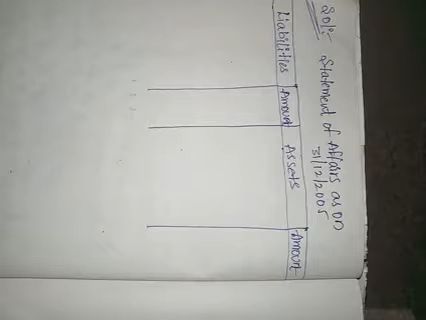 Sol:- Statement of Affairs as on
31/12/2005
Liabilities Amount Assets Amount